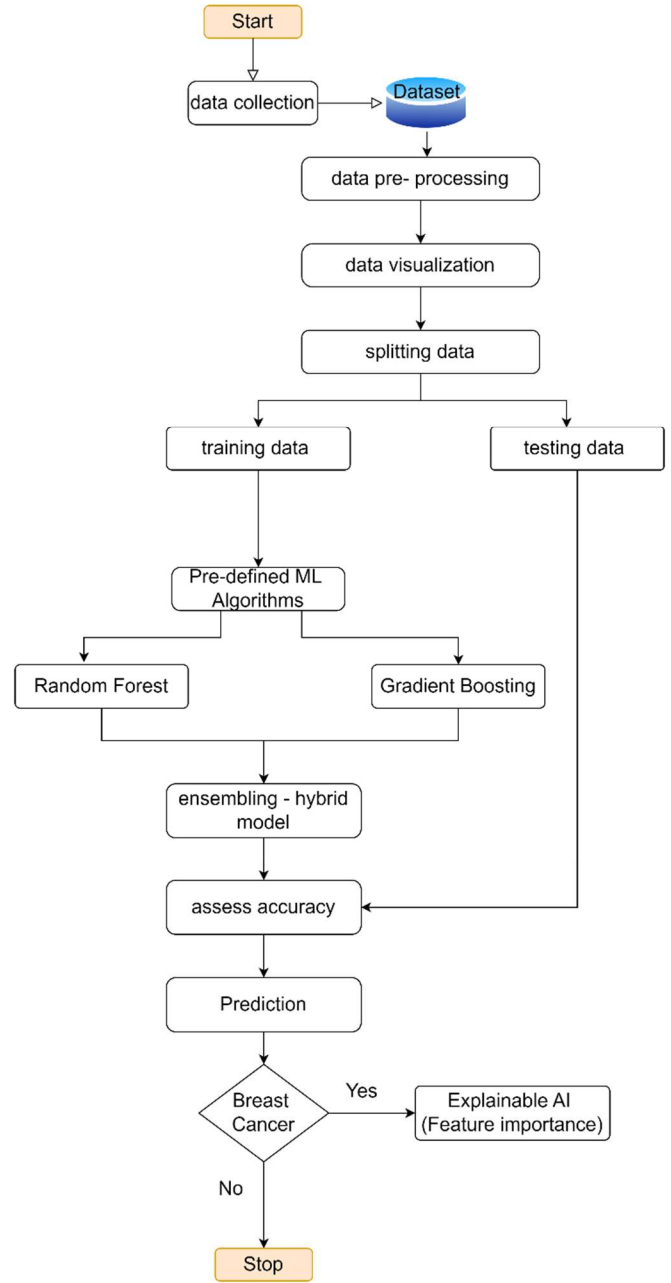 Start
data collection
Dataset
data pre- processing
data visualization
splitting data
training data
testing data
Pre-defined ML
Algorithms
Random Forest
Gradient Boosting
ensembling - hybrid
model
assess accuracy
Prediction
Breast
Cancer
Yes
Explainable AI
(Feature importance)
No
Stop